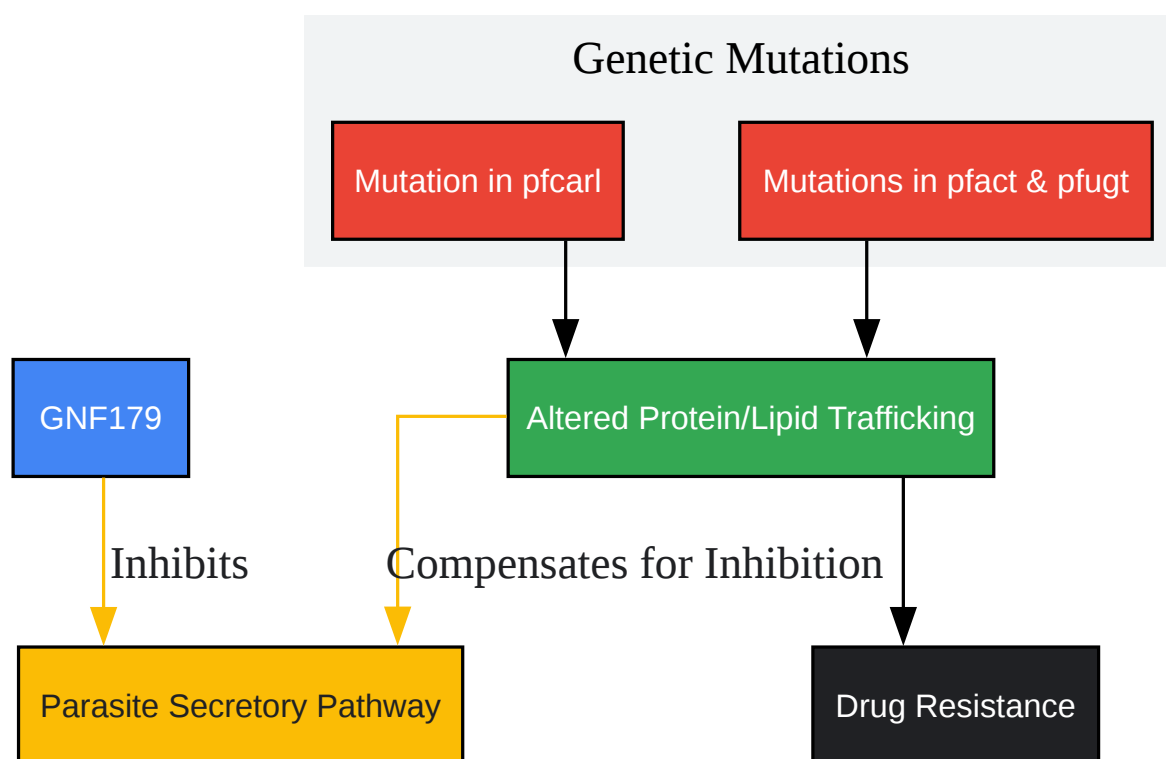 Genetic Mutations
Mutation in pfcarl
Mutations in pfact & pfugt
GNF179
Altered Protein/Lipid Trafficking
Inhibits
Compensates for Inhibition
Parasite Secretory Pathway
Drug Resistance